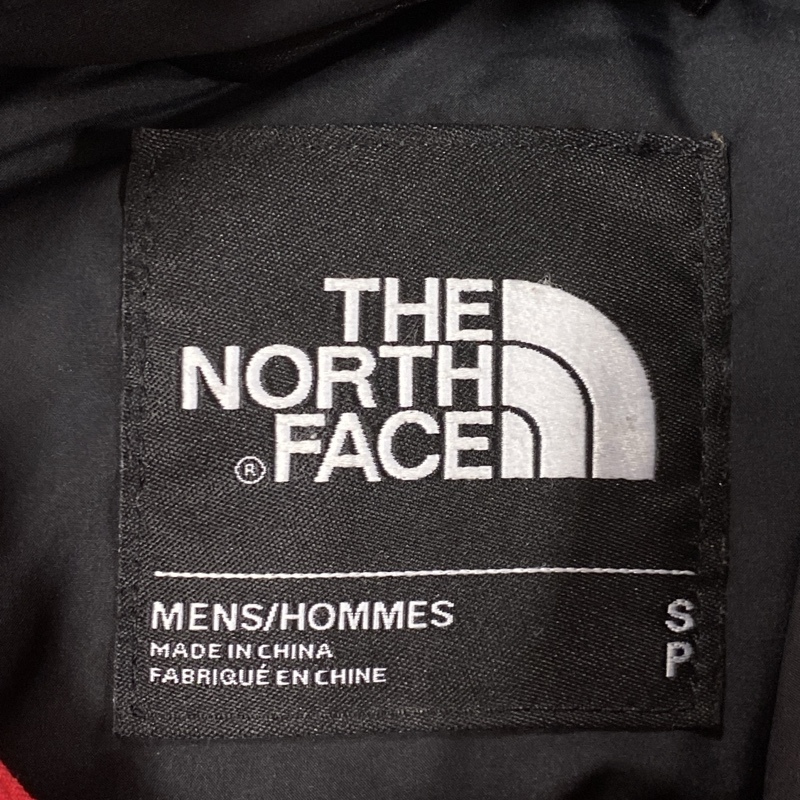 THE
NORTH
® FACE
MENS/HOMMES S
MADE IN CHINA P
FABRIQUÉ EN CHINE